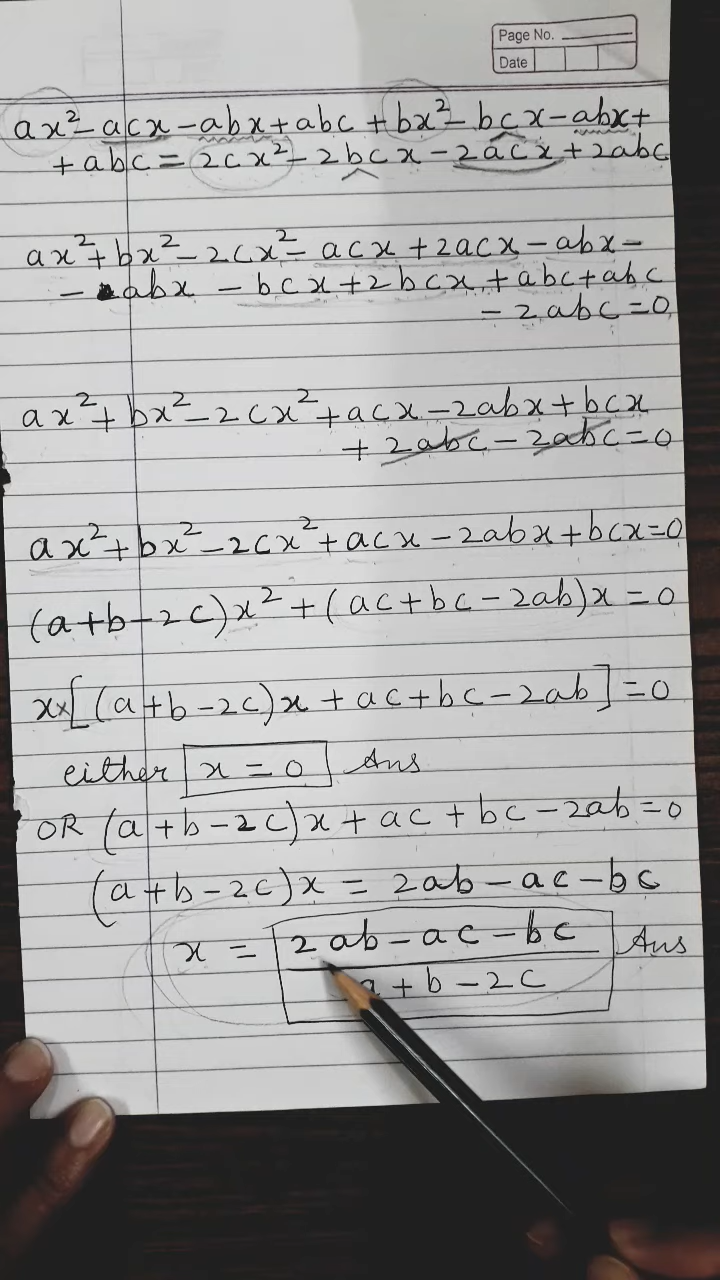 Page No.
Date
ax² - acx - abx + abc + bx² - bcx - abx +
+ abc = 2cx² - 2bcx - 2acx + 2abc
ax² + bx² - 2cx² - acx + 2acx - abx -
- abx - bcx + 2bcx + abc + abc
- 2abc = 0
ax² + bx² - 2cx² + acx - 2abx + bcx
+ 2abc - 2abc = 0
ax² + bx² - 2cx² + acx - 2abx + bcx = 0
(a + b - 2c)x² + (ac + bc - 2ab)x = 0
x × [(a + b - 2c)x + ac + bc - 2ab] = 0
either x = 0 Ans
OR (a + b - 2c)x + ac + bc - 2ab = 0
(a + b - 2c)x = 2ab - ac - bc
x = 2ab - ac - bc Ans
a + b - 2c